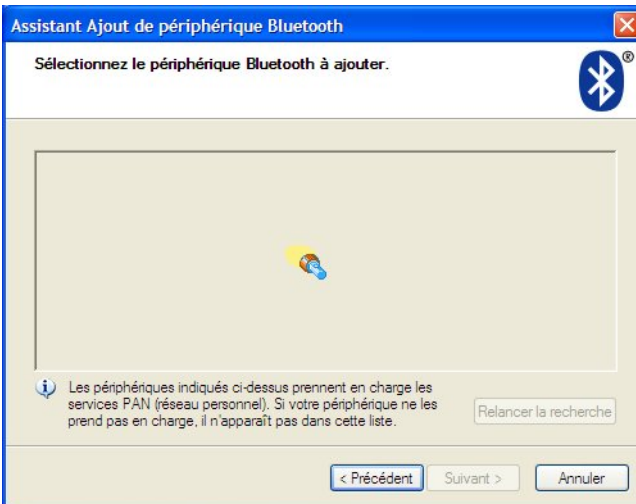 Assistant Ajout de périphérique Bluetooth
Sélectionnez le périphérique Bluetooth à ajouter.
®
Les périphériques indiqués ci-dessus prennent en charge les
services PAN (réseau personnel). Si votre périphérique ne les
prend pas en charge, il n'apparaît pas dans cette liste.
Relancer la recherche
< Précédent
Suivant >
Annuler